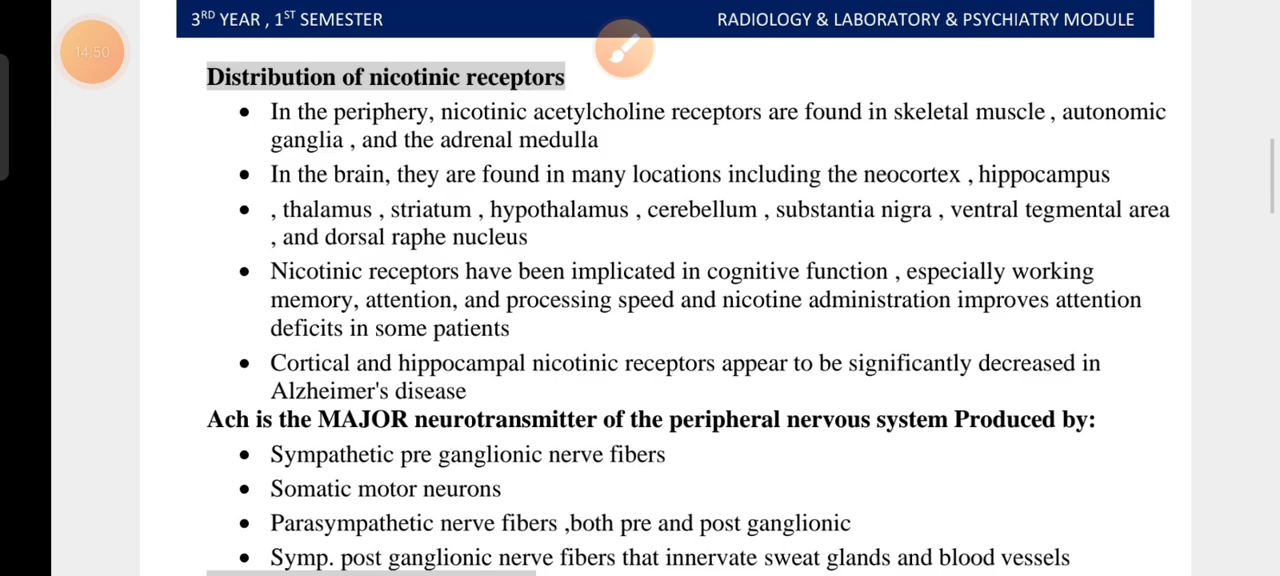 3RD YEAR , 1ST SEMESTER RADIOLOGY & LABORATORY & PSYCHIATRY MODULE
14:50
Distribution of nicotinic receptors
• In the periphery, nicotinic acetylcholine receptors are found in skeletal muscle , autonomic
ganglia , and the adrenal medulla
• In the brain, they are found in many locations including the neocortex , hippocampus
• , thalamus , striatum , hypothalamus , cerebellum , substantia nigra , ventral tegmental area
, and dorsal raphe nucleus
• Nicotinic receptors have been implicated in cognitive function , especially working
memory, attention, and processing speed and nicotine administration improves attention
deficits in some patients
• Cortical and hippocampal nicotinic receptors appear to be significantly decreased in
Alzheimer's disease
Ach is the MAJOR neurotransmitter of the peripheral nervous system Produced by:
• Sympathetic pre ganglionic nerve fibers
• Somatic motor neurons
• Parasympathetic nerve fibers ,both pre and post ganglionic
• Symp. post ganglionic nerve fibers that innervate sweat glands and blood vessels